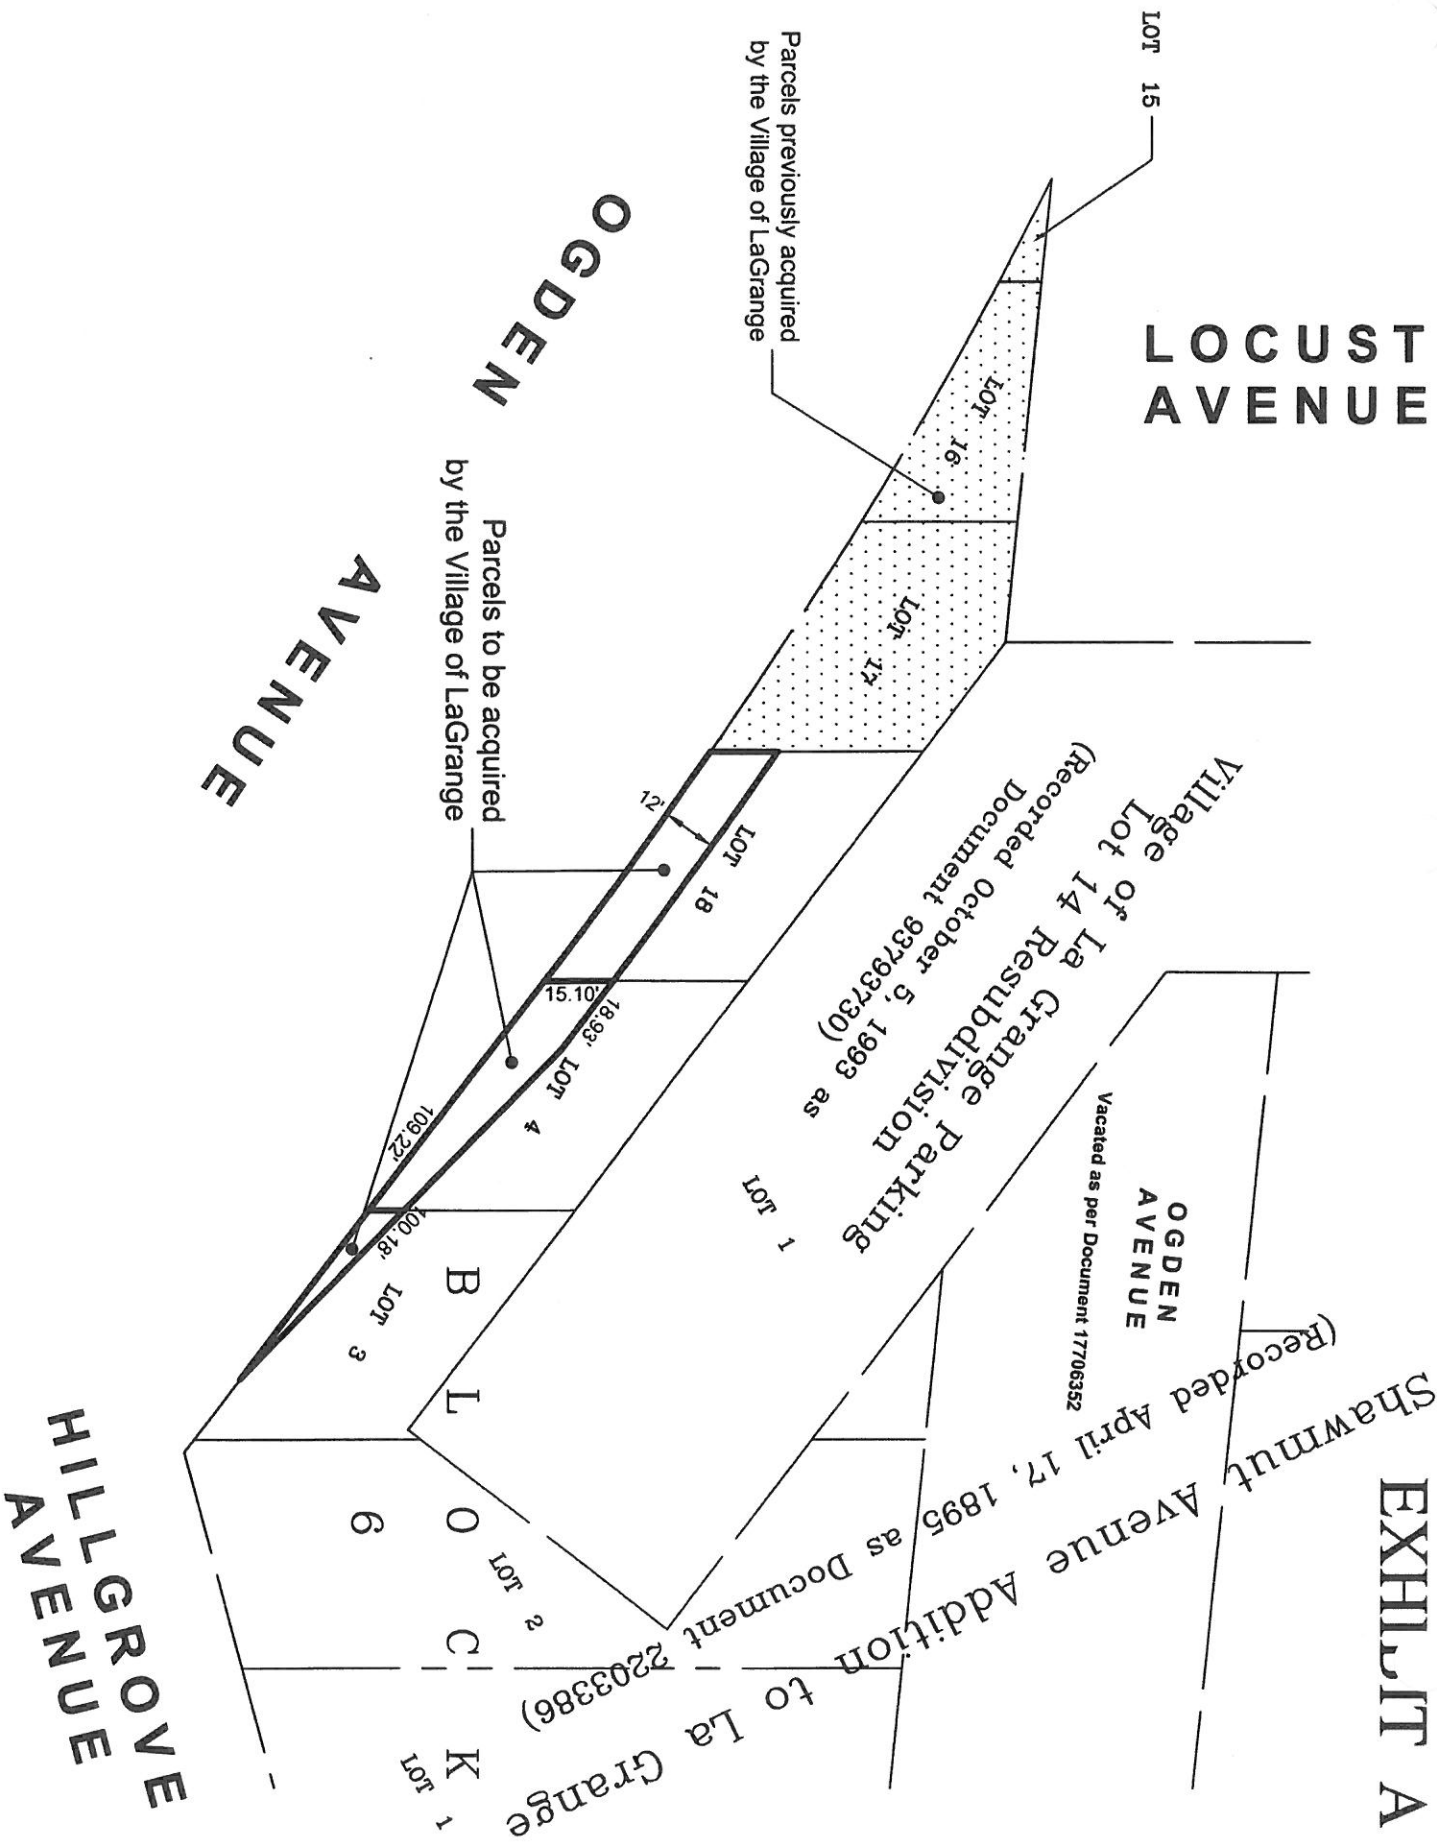 EXHI_IT A
LOCUST
AVENUE
LOT 15
Parcels previously acquired
by the Village of LaGrange
LOT 16
LOT 17
OGDEN
AVENUE
Parcels to be acquired
by the Village of LaGrange
12'
LOT 18
15.10'
18.93'
LOT 4
109.22'
100.18'
LOT 3
Village of La Grange Parking
Lot 14 Resubdivision
(Recorded October 5, 1993 as
Document 93793730)
LOT 1
OGDEN
AVENUE
Vacated as per Document 17706352
Shawmut Avenue Addition to La Grange
(Recorded April 17, 1895 as Document 2203386)
BLOCK
6
LOT 2
LOT 1
HILLGROVE
AVENUE